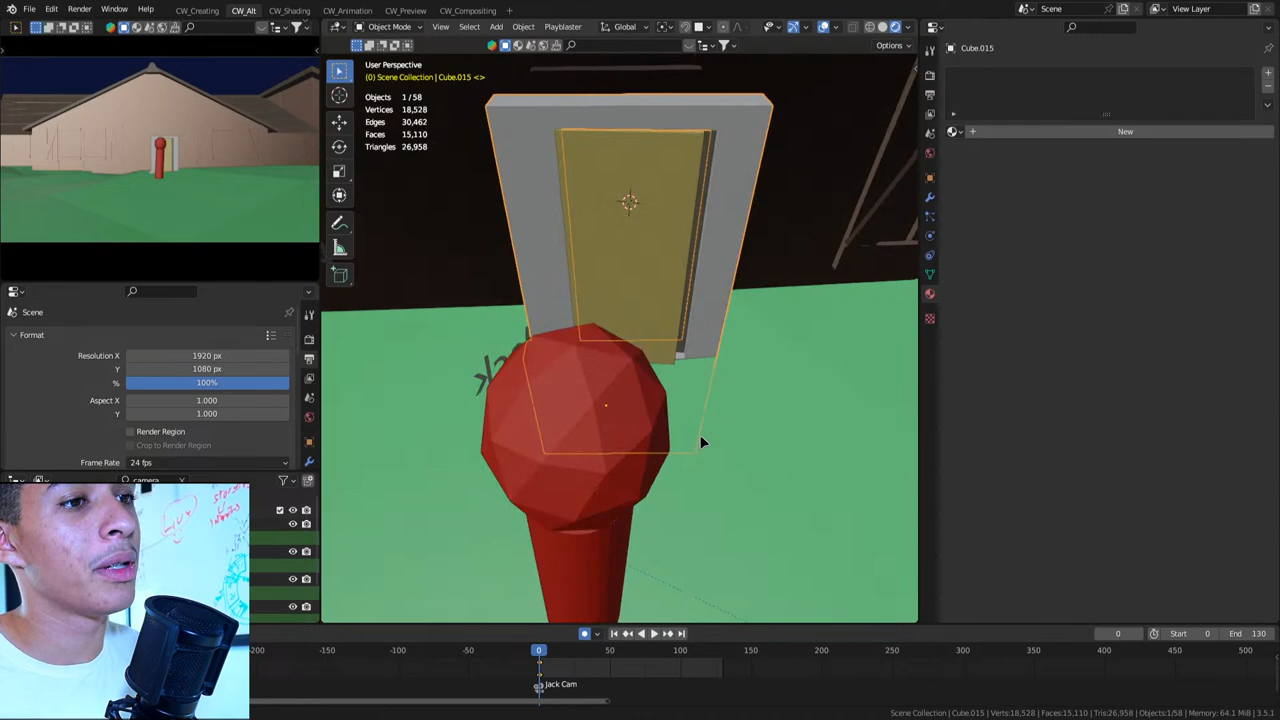 File Edit Render Window Help CW_Creating CW_Alt CW_Shading CW_Animation CW_Preview CW_Compositing Scene View Layer
Object Mode View Select Add Object Playblaster Global
Options
User Perspective
(0) Scene Collection | Cube.015 <>
Objects 1/58
Vertices 18,528
Edges 30,462
Faces 15,110
Triangles 26,958
Cube.015
New
Scene
Format
Resolution X 1920 px
Y 1080 px
% 100%
Aspect X 1.000
Y 1.000
Render Region
Crop to Render Region
Frame Rate 24 fps
camera
0 Start 0 End 130
-200 -150 -100 -50 0 50 100 150 200 250 300 350 400 450 500
Jack Cam
Scene Collection | Cube.015 | Verts:18,528 | Faces:15,110 | Tris:26,958 | Objects:1/58 | Memory: 64.1 MiB | 3.5.1